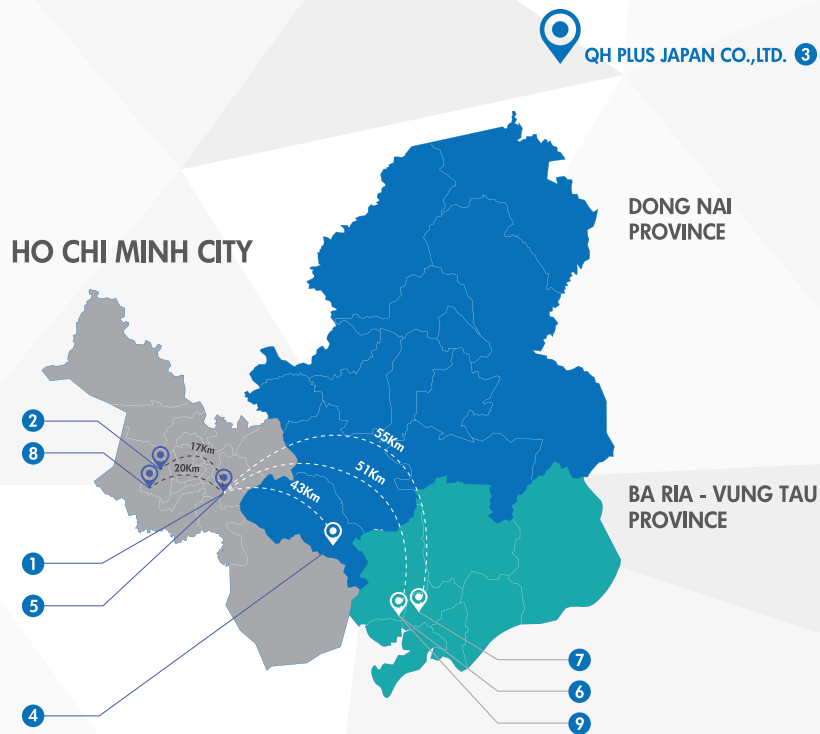 QH PLUS JAPAN CO.,LTD. 3
DONG NAI
PROVINCE
HO CHI MINH CITY
2
8
17Km
20Km
55Km
51Km
43Km
BA RIA - VUNG TAU
PROVINCE
1
5
4
7
6
9